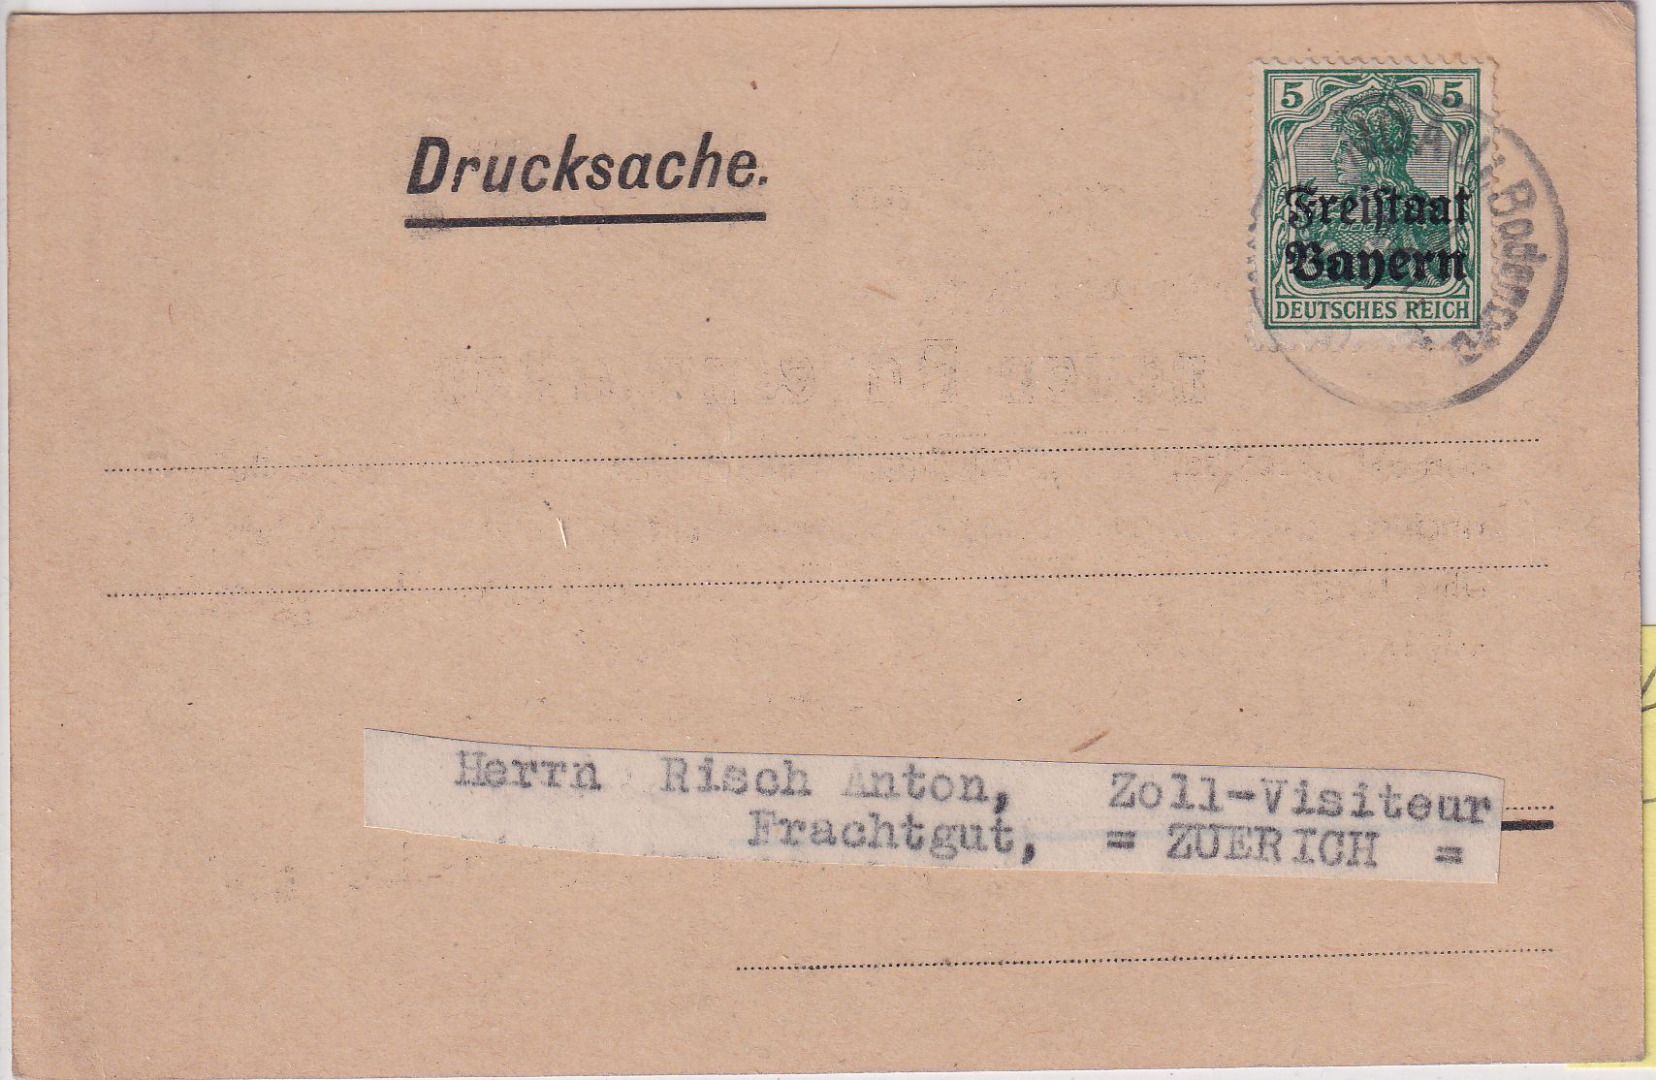 Drucksache.
5 5
Freistaat
Bayern
DEUTSCHES REICH
Herrn Risch Anton, Zoll-Visiteur
Frachtgut, = ZUERICH =